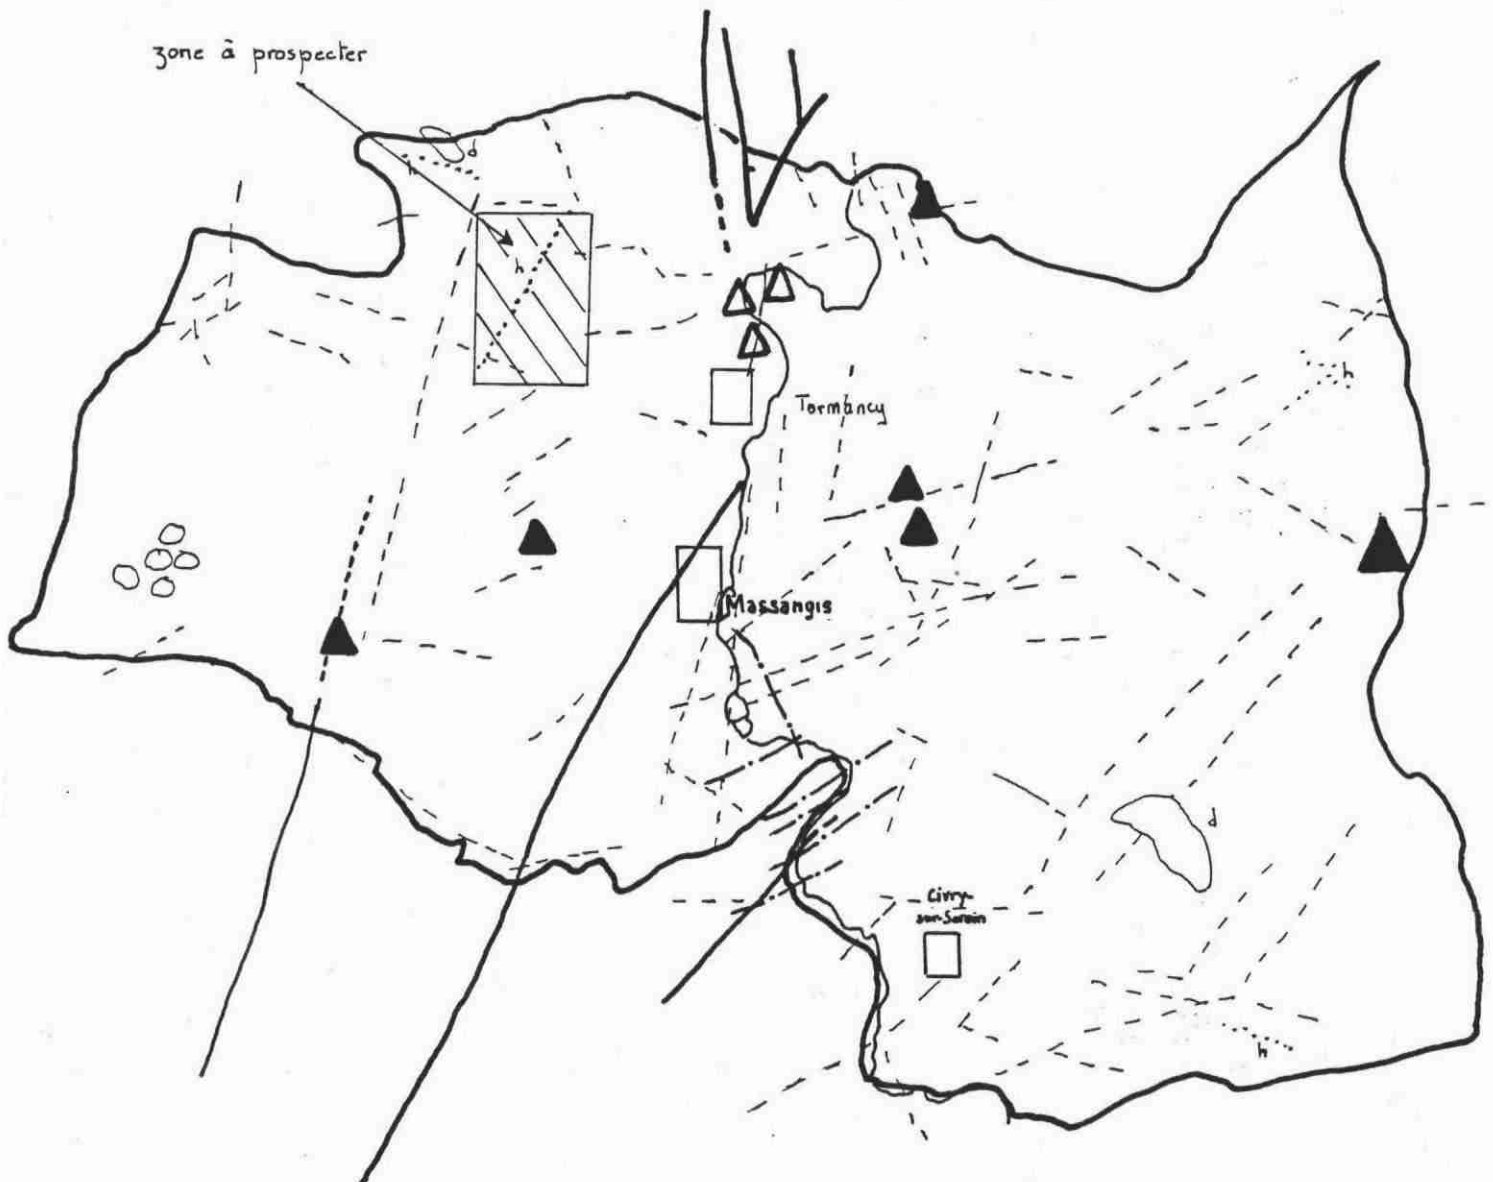 zone à prospecter
d
h
h
h
Tormancy
Massangis
d
Civry-
sur-Serein
h